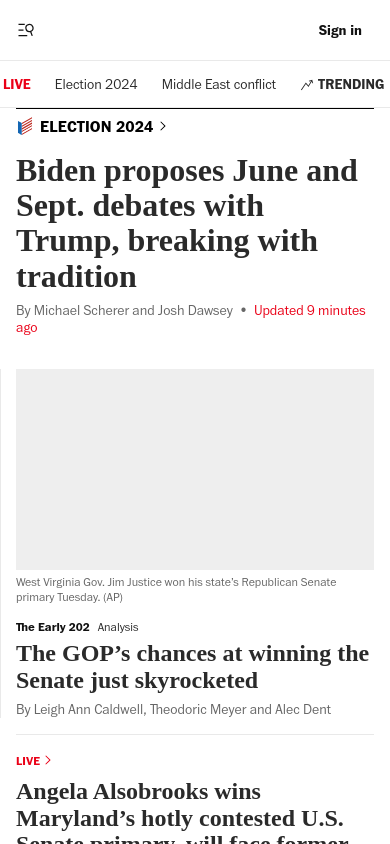 Sign in
LIVE Election 2024 Middle East conflict TRENDING
ELECTION 2024
Biden proposes June and
Sept. debates with
Trump, breaking with
tradition
By Michael Scherer and Josh Dawsey • Updated 9 minutes
ago
West Virginia Gov. Jim Justice won his state’s Republican Senate
primary Tuesday. (AP)
The Early 202 Analysis
The GOP’s chances at winning the
Senate just skyrocketed
By Leigh Ann Caldwell, Theodoric Meyer and Alec Dent
LIVE
Angela Alsobrooks wins
Maryland’s hotly contested U.S.
Senate primary, will face former